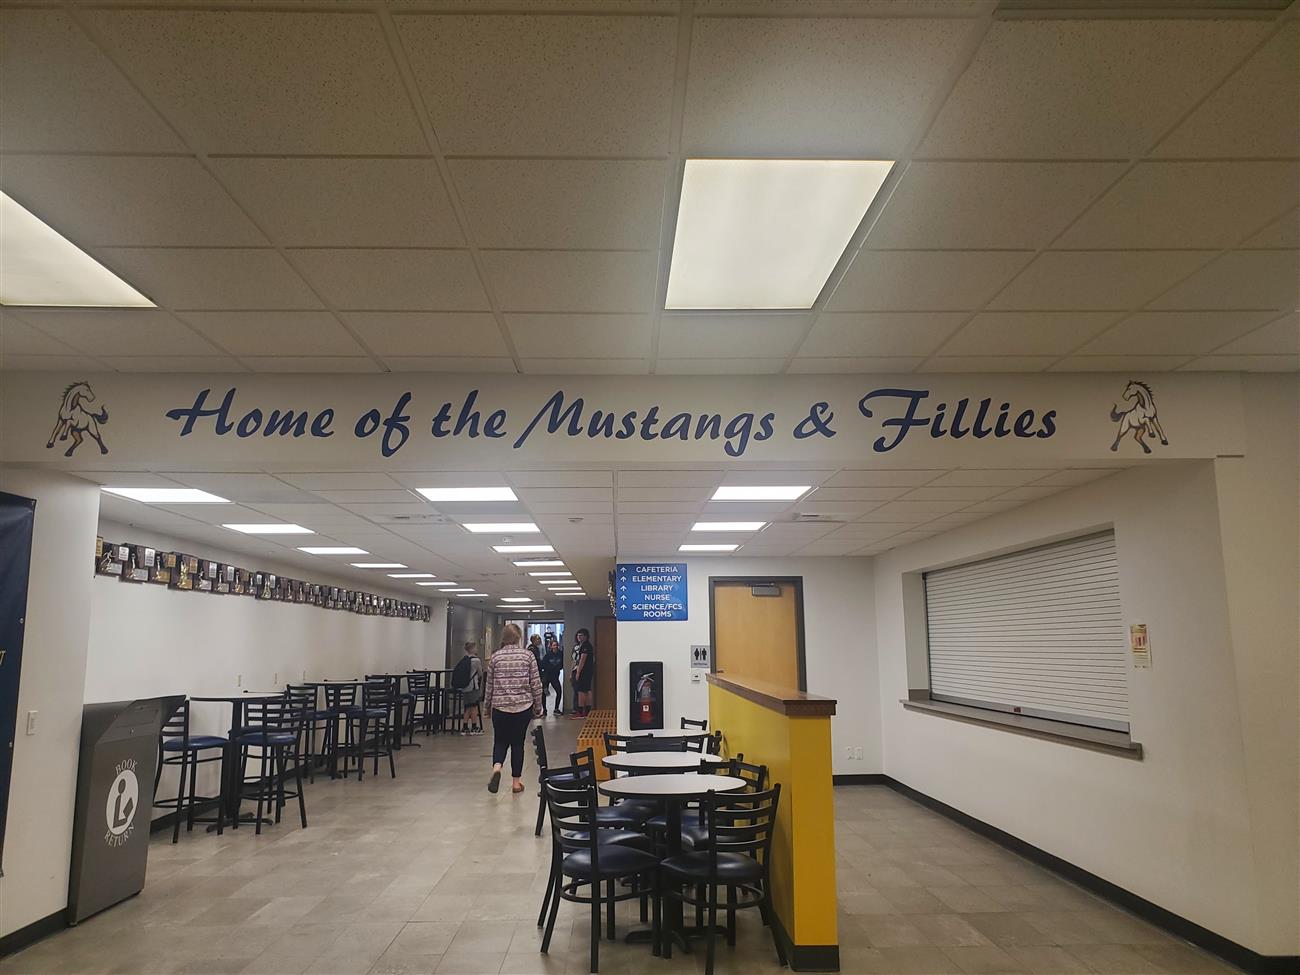 Home of the Mustangs & Fillies
↑ CAFETERIA
↑ ELEMENTARY
↑ LIBRARY
↑ NURSE
↑ SCIENCE/FCS
ROOMS
BOOK
RETURN